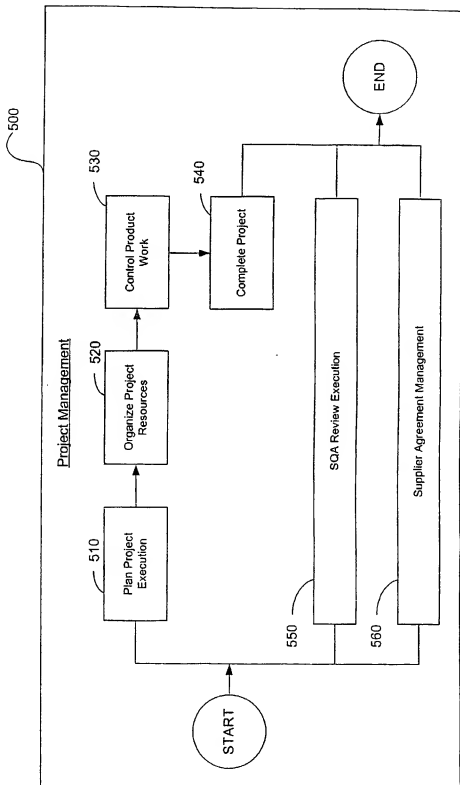 500
Project Management
START
510
Plan Project
Execution
520
Organize Project
Resources
530
Control Product
Work
540
Complete Project
550
SQA Review Execution
560
Supplier Agreement Management
END